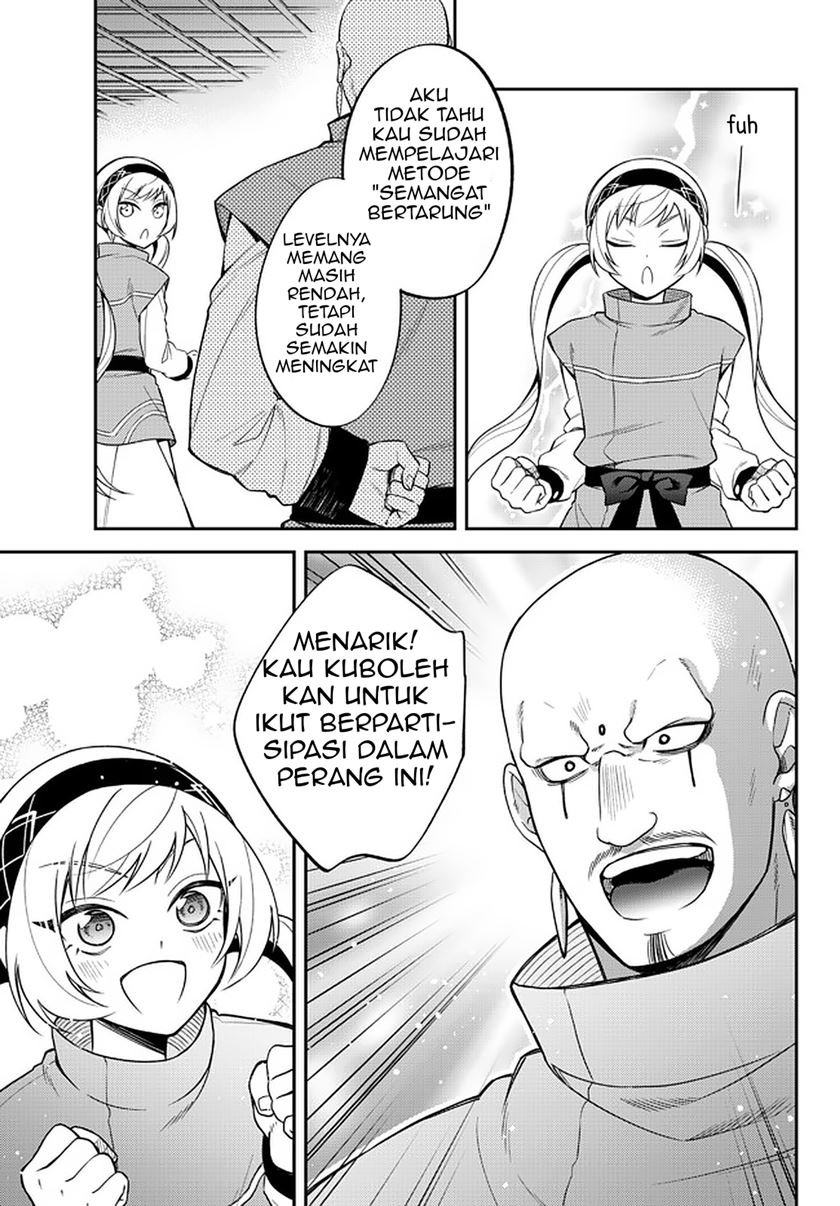 fuh
AKU
TIDAK TAHU
KAU SUDAH
MEMPELAJARI
METODE
"SEMANGAT
BERTARUNG"
LEVELNYA
MEMANG
MASIH
RENDAH,
TETAPI
SUDAH
SEMAKIN
MENINGKAT
MENARIK!
KAU KUBOLEH
KAN UNTUK
IKUT BERPARTI-
SIPASI DALAM
PERANG INI!